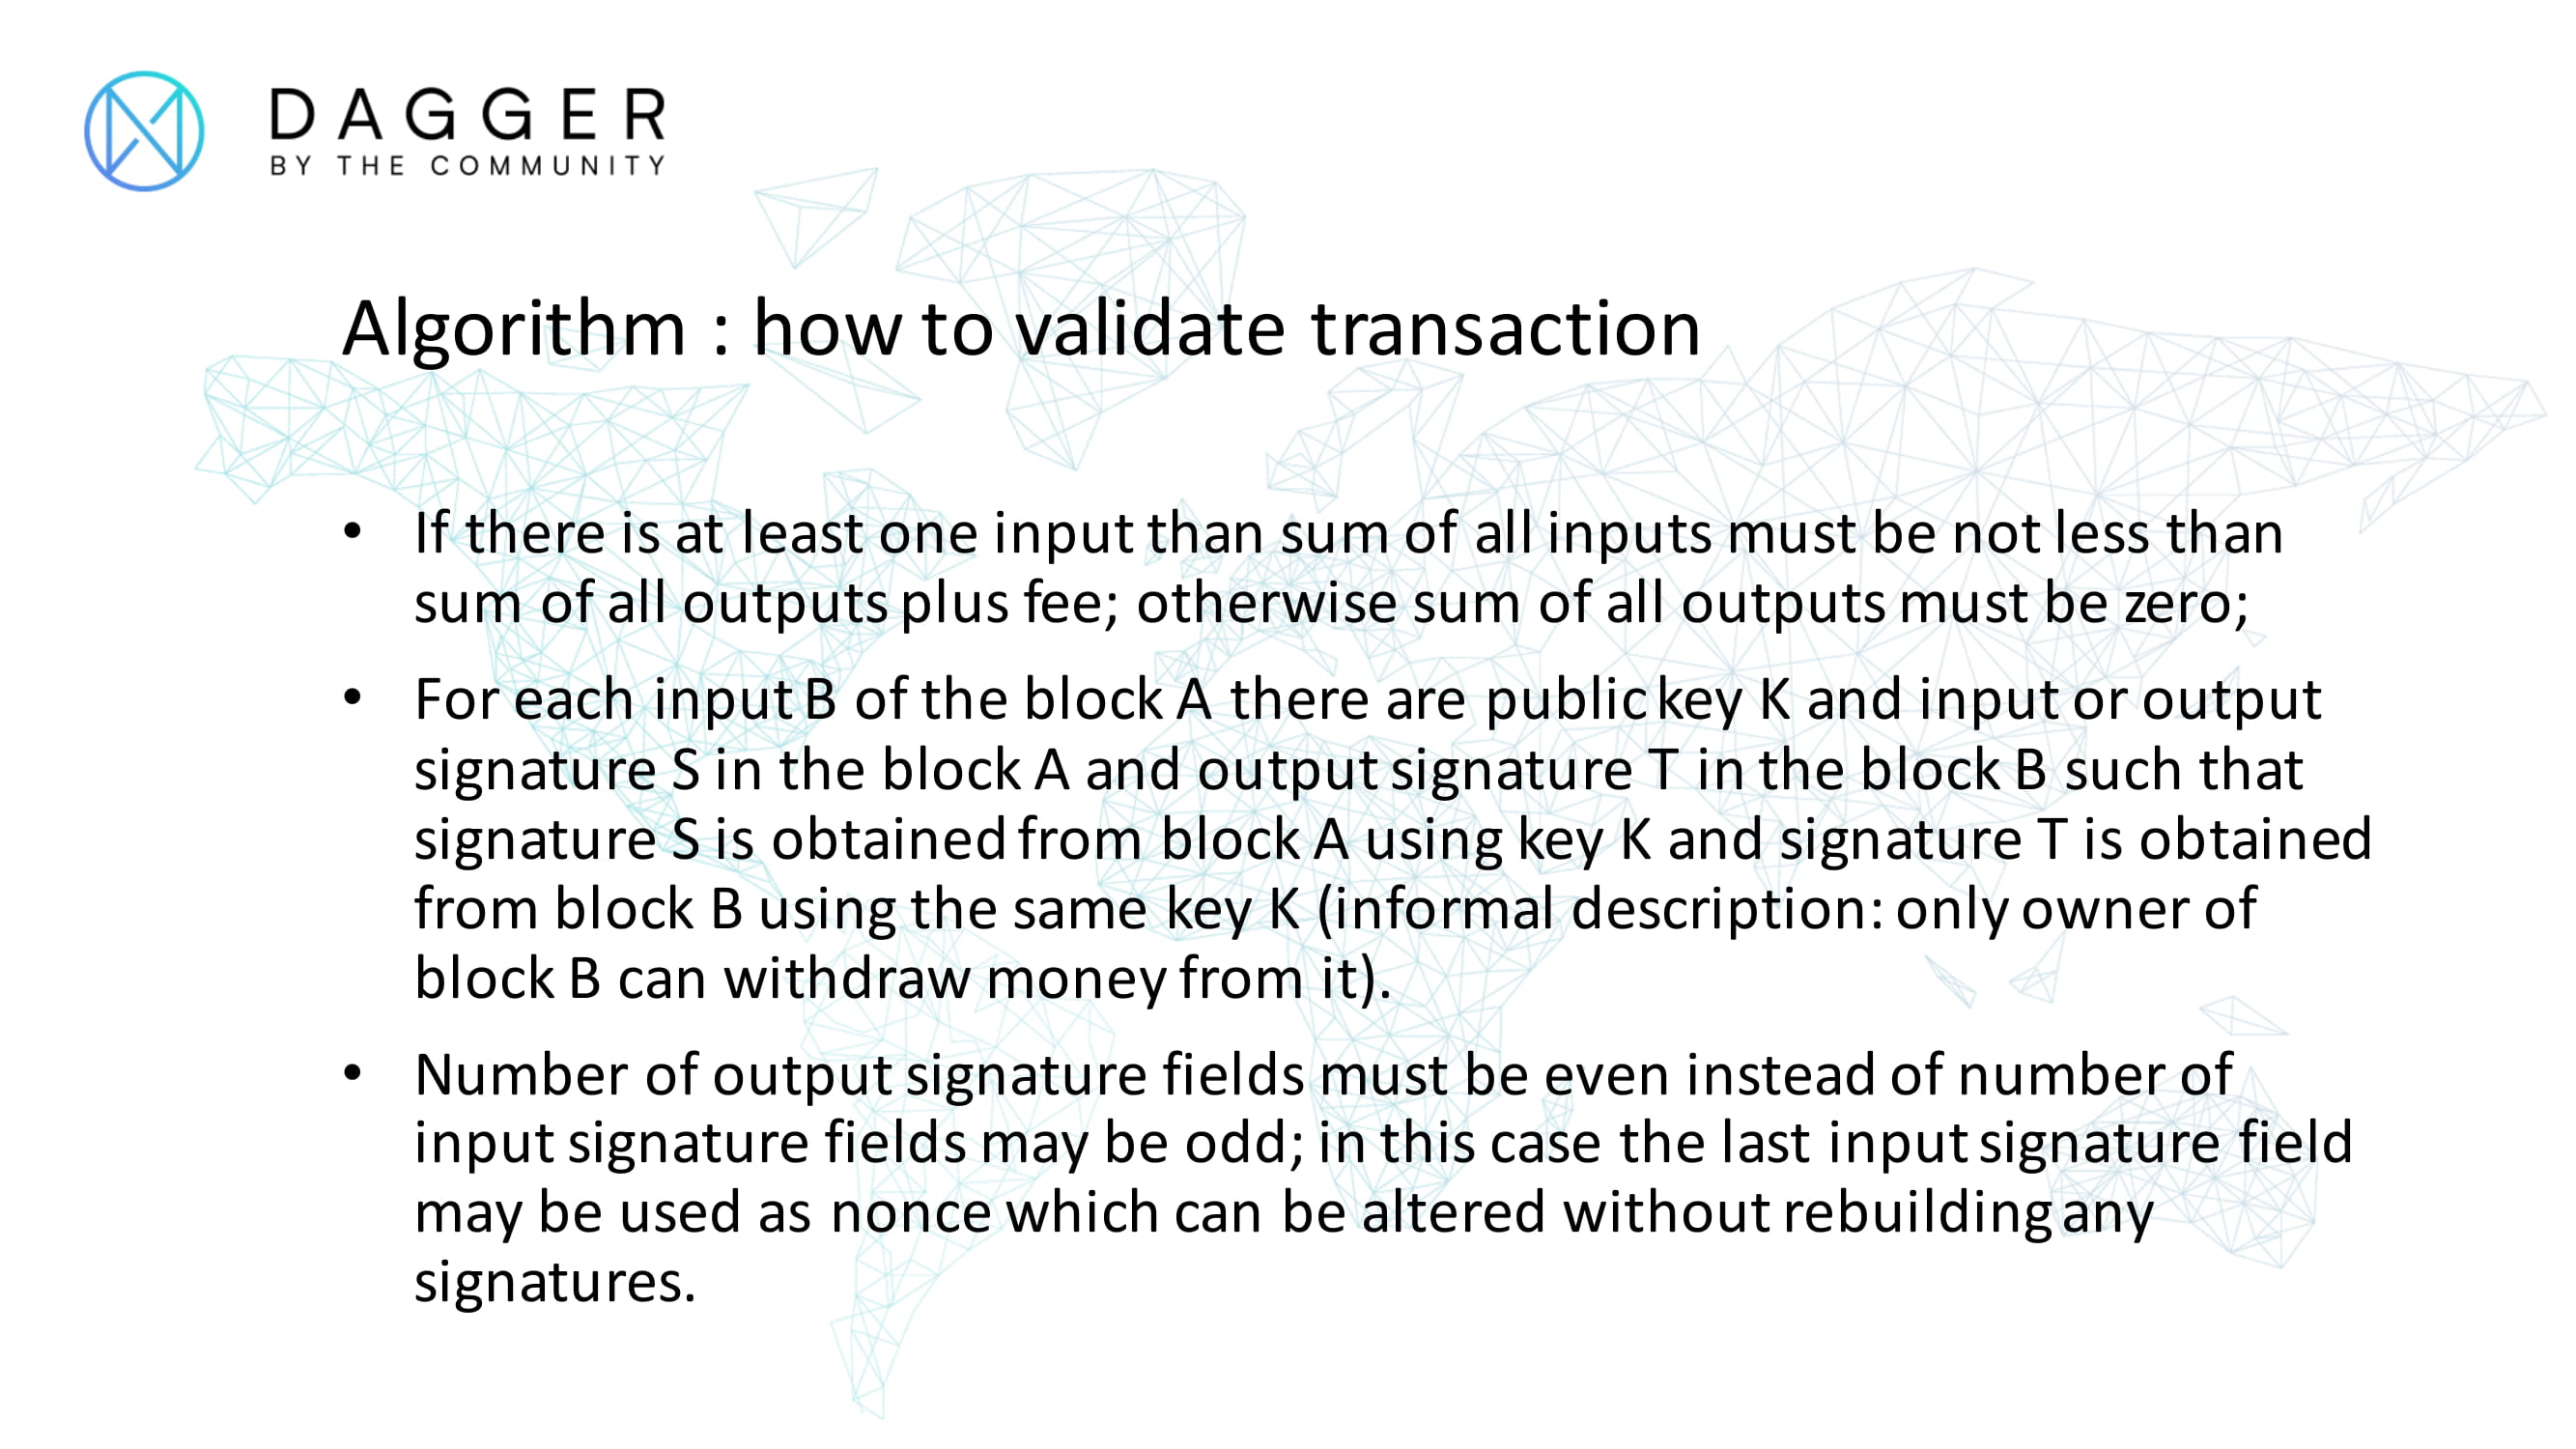 DAGGER
BY THE COMMUNITY
Algorithm : how to validate transaction
• If there is at least one input than sum of all inputs must be not less than
sum of all outputs plus fee; otherwise sum of all outputs must be zero;
• For each input B of the block A there are public key K and input or output
signature S in the block A and output signature T in the block B such that
signature S is obtained from block A using key K and signature T is obtained
from block B using the same key K (informal description: only owner of
block B can withdraw money from it).
• Number of output signature fields must be even instead of number of
input signature fields may be odd; in this case the last input signature field
may be used as nonce which can be altered without rebuilding any
signatures.